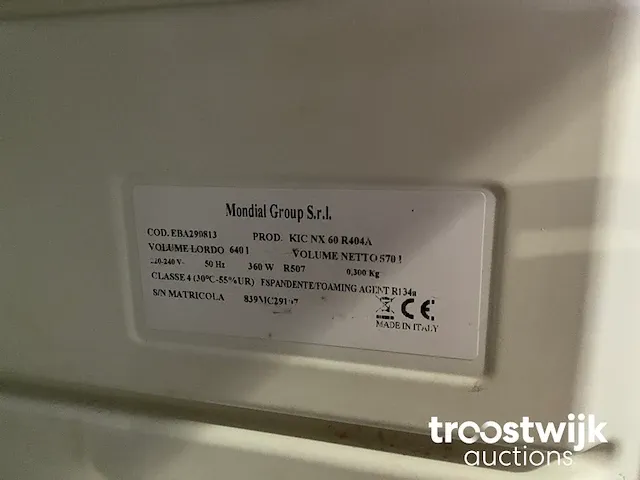 Mondial Group S.r.l.
COD. EBA290813 PROD. KIC NX 60 R404A
VOLUME LORDO 640 l VOLUME NETTO 570 l
220-240 V~ 50 Hz 360 W R507 0,300 Kg
CLASSE 4 (30°C-55%UR) ESPANDENTE/FOAMING AGENT R134a
S/N MATRICOLA
CE
MADE IN ITALY
troostwijk
auctions